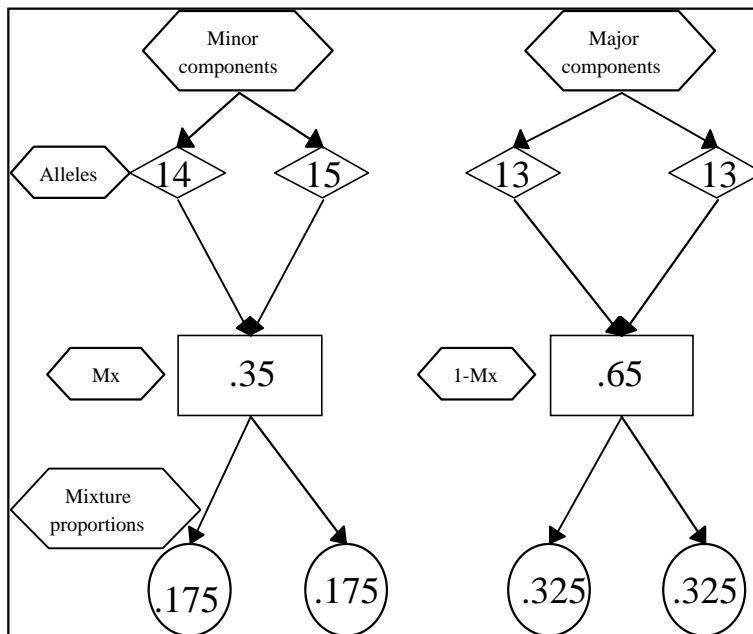 Minor
components
Major
components
Alleles
14
15
13
13
Mx
.35
1-Mx
.65
Mixture
proportions
.175
.175
.325
.325